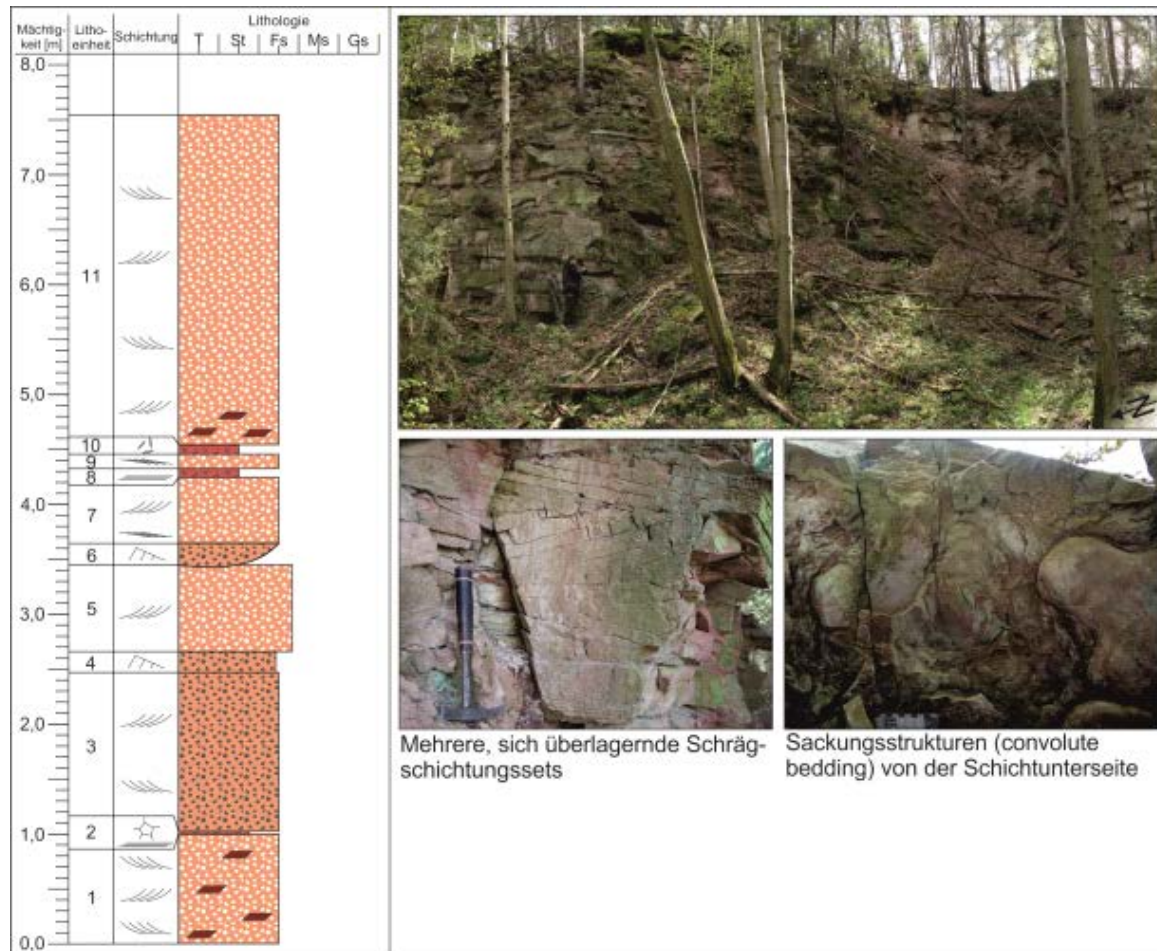 Mächtig-
keit [m]
Litho-
einheit
Schichtung
Lithologie
T St Fs Ms Gs
8,0
7,0
11
6,0
5,0
10
9
8
4,0
7
6
3,0
5
4
2,0
3
1,0
2
1
0,0
N
Mehrere, sich überlagernde Schräg-
schichtungssets
Sackungsstrukturen (convolute
bedding) von der Schichtunterseite